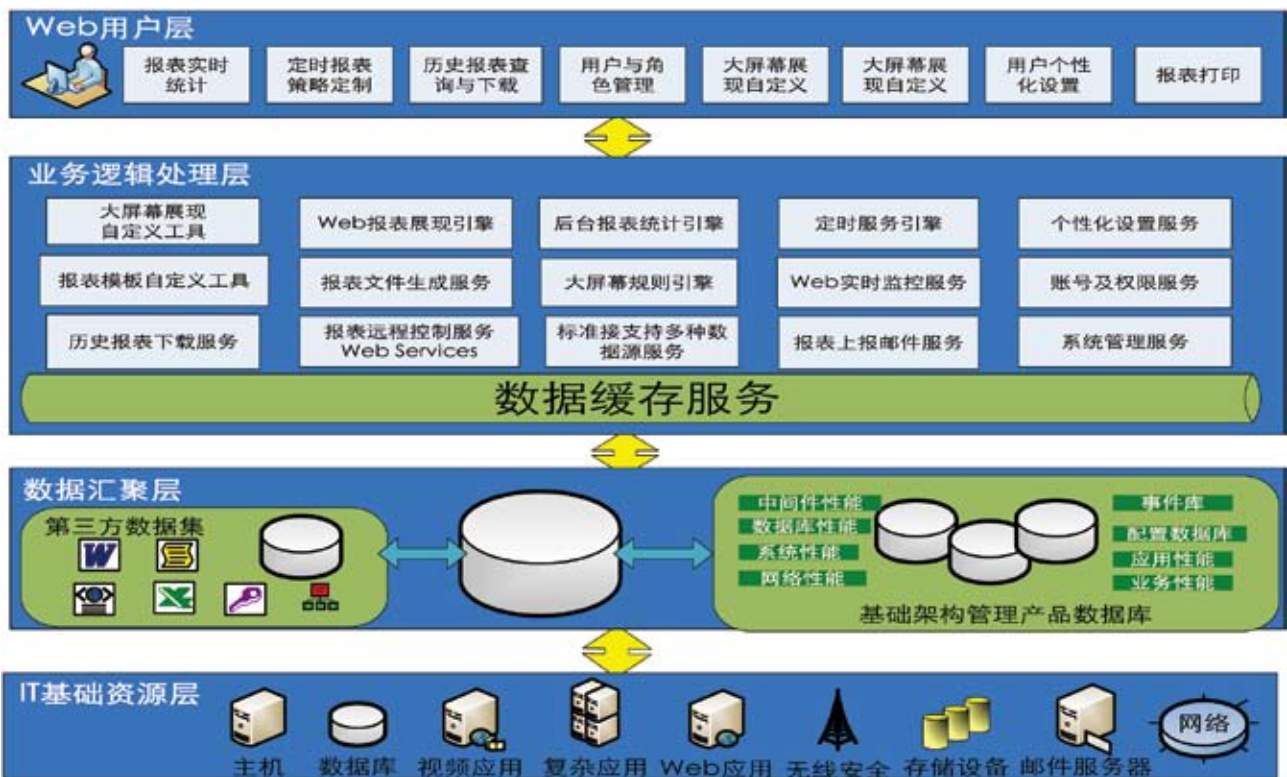 Web用户层
报表实时
统计
定时报表
策略定制
历史报表查
询与下载
用户与角
色管理
大屏幕展
现自定义
大屏幕展
现自定义
用户个性
化设置
报表打印
业务逻辑处理层
大屏幕展现
自定义工具
Web报表展现引擎
后台报表统计引擎
定时服务引擎
个性化设置服务
报表模板自定义工具
报表文件生成服务
大屏幕规则引擎
Web实时监控服务
账号及权限服务
历史报表下载服务
报表远程控制服务
Web Services
标准接支持多种数
据源服务
报表上报邮件服务
系统管理服务
数据缓存服务
数据汇聚层
第三方数据集
中间件性能
数据库性能
系统性能
网络性能
事件库
配置数据库
应用性能
业务性能
基础架构管理产品数据库
IT基础资源层
主机
数据库
视频应用
复杂应用
Web应用
无线安全
存储设备
邮件服务器
网络